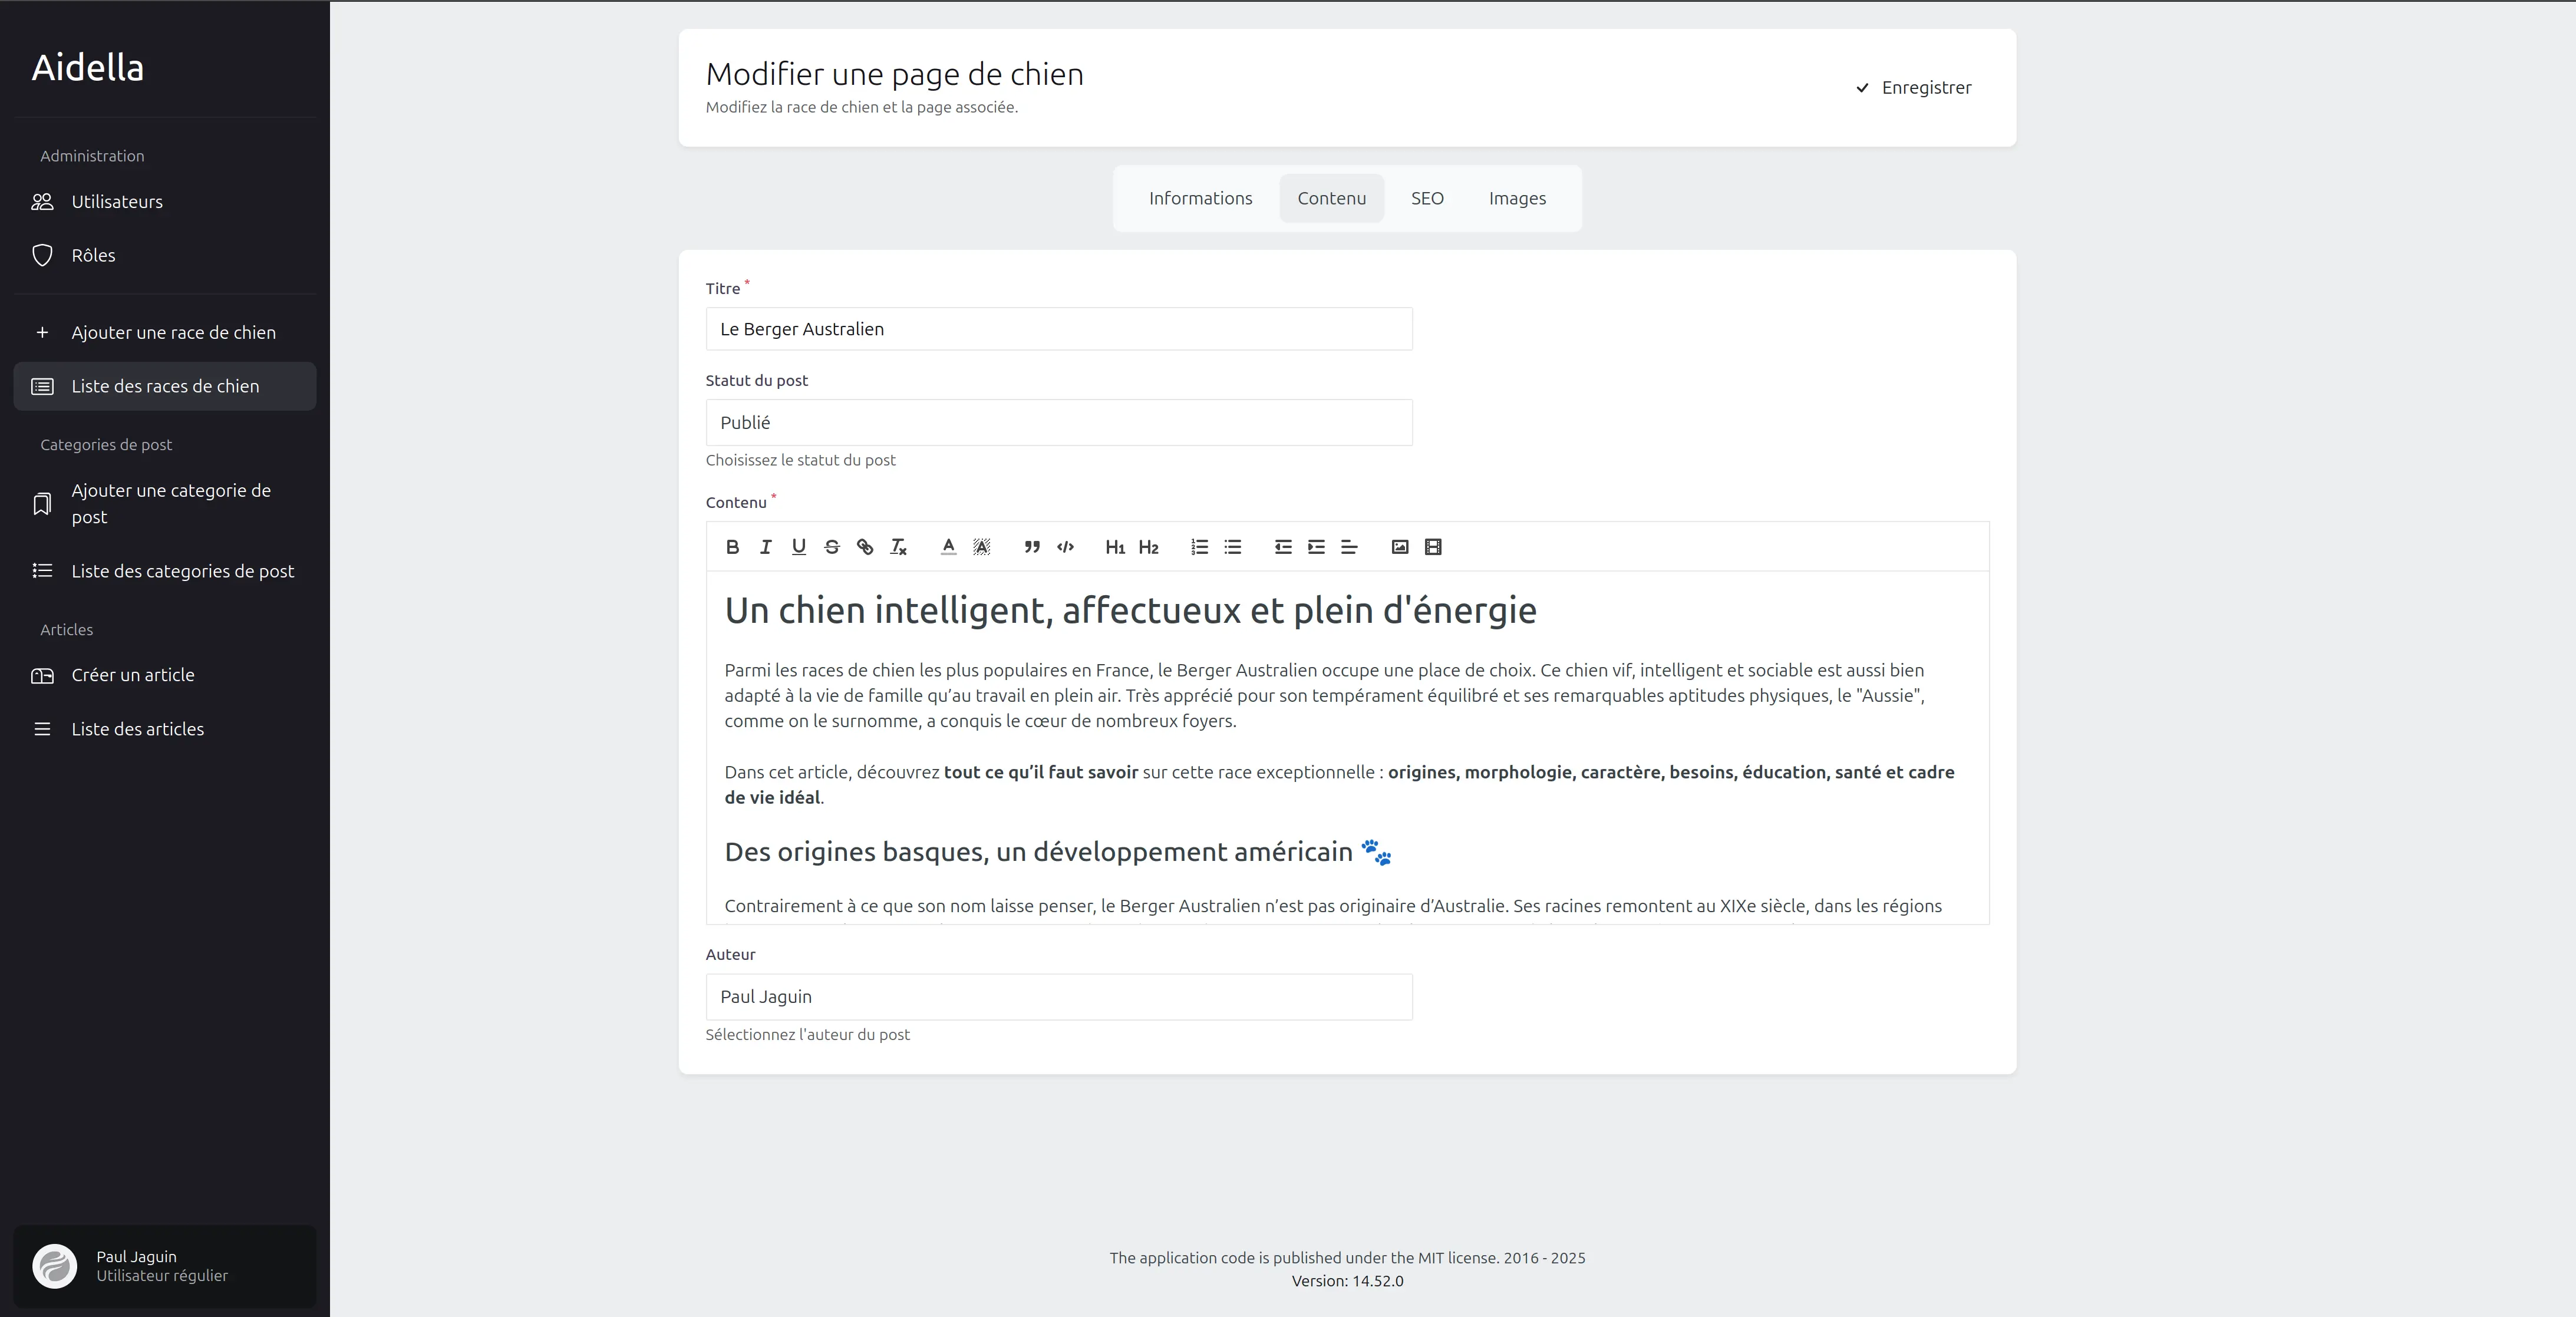 Aidella
Administration
Utilisateurs
Rôles
Ajouter une race de chien
Liste des races de chien
Categories de post
Ajouter une categorie de
post
Liste des categories de post
Articles
Créer un article
Liste des articles
Paul Jaguin
Utilisateur régulier
Modifier une page de chien
Modifiez la race de chien et la page associée.
Enregistrer
Informations Contenu SEO Images
Titre *
Le Berger Australien
Statut du post
Publié
Choisissez le statut du post
Contenu *
Un chien intelligent, affectueux et plein d'énergie
Parmi les races de chien les plus populaires en France, le Berger Australien occupe une place de choix. Ce chien vif, intelligent et sociable est aussi bien
adapté à la vie de famille qu’au travail en plein air. Très apprécié pour son tempérament équilibré et ses remarquables aptitudes physiques, le "Aussie",
comme on le surnomme, a conquis le cœur de nombreux foyers.
Dans cet article, découvrez tout ce qu’il faut savoir sur cette race exceptionnelle : origines, morphologie, caractère, besoins, éducation, santé et cadre
de vie idéal.
Des origines basques, un développement américain 🐾
Contrairement à ce que son nom laisse penser, le Berger Australien n’est pas originaire d’Australie. Ses racines remontent au XIXe siècle, dans les régions
Auteur
Paul Jaguin
Sélectionnez l'auteur du post
The application code is published under the MIT license. 2016 - 2025
Version: 14.52.0